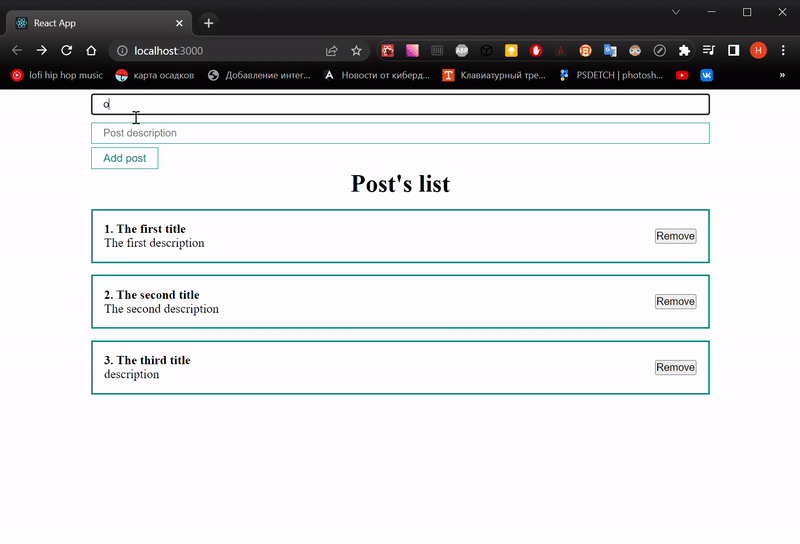 React App
localhost:3000
lofi hip hop music
карта осадков
Добавление интег...
Новости от киберд...
Клавиатурный тре...
PSDETCH | photosh...
»
o
Post description
Add post
Post's list
1. The first title
The first description
Remove
2. The second title
The second description
Remove
3. The third title
description
Remove